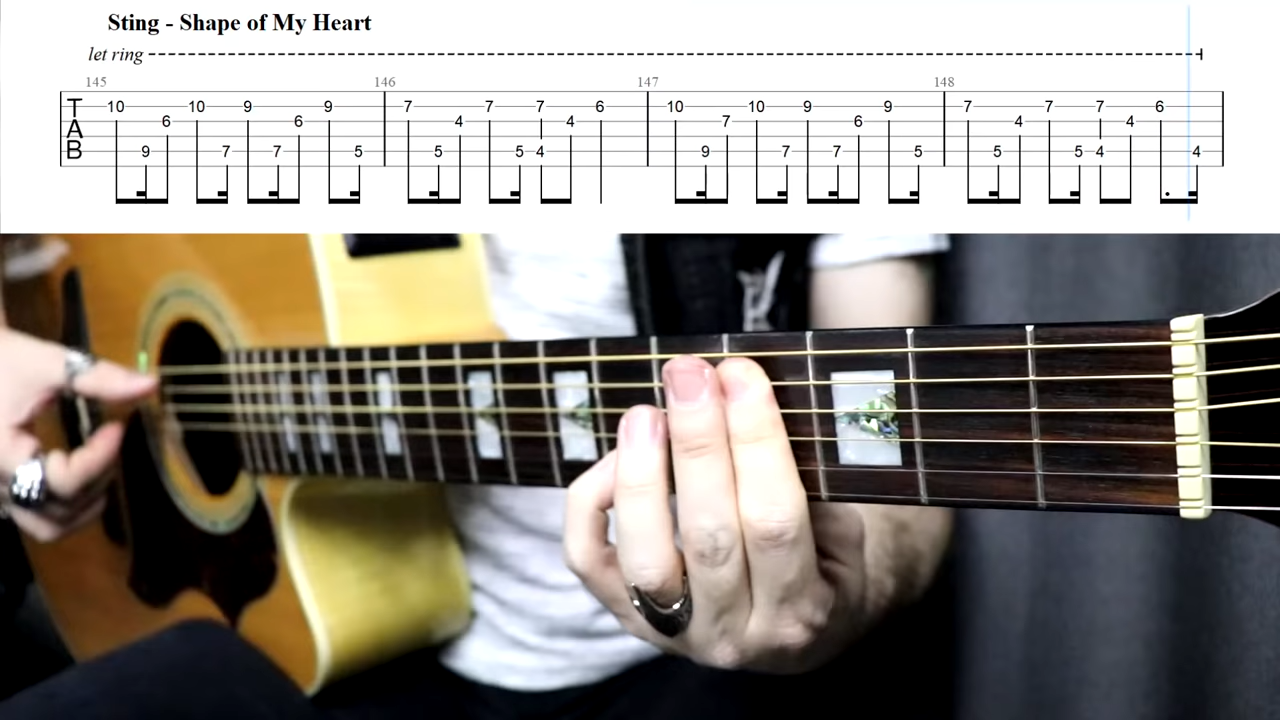 Sting - Shape of My Heart
let ring
145 146 147 148
T 10 10 9 9 7 7 7 6 10 10 9 9 7 7 7 6
A 6 6 4 4 7 6 4 4
B 9 7 7 5 5 5 4 9 7 7 5 5 5 4 4